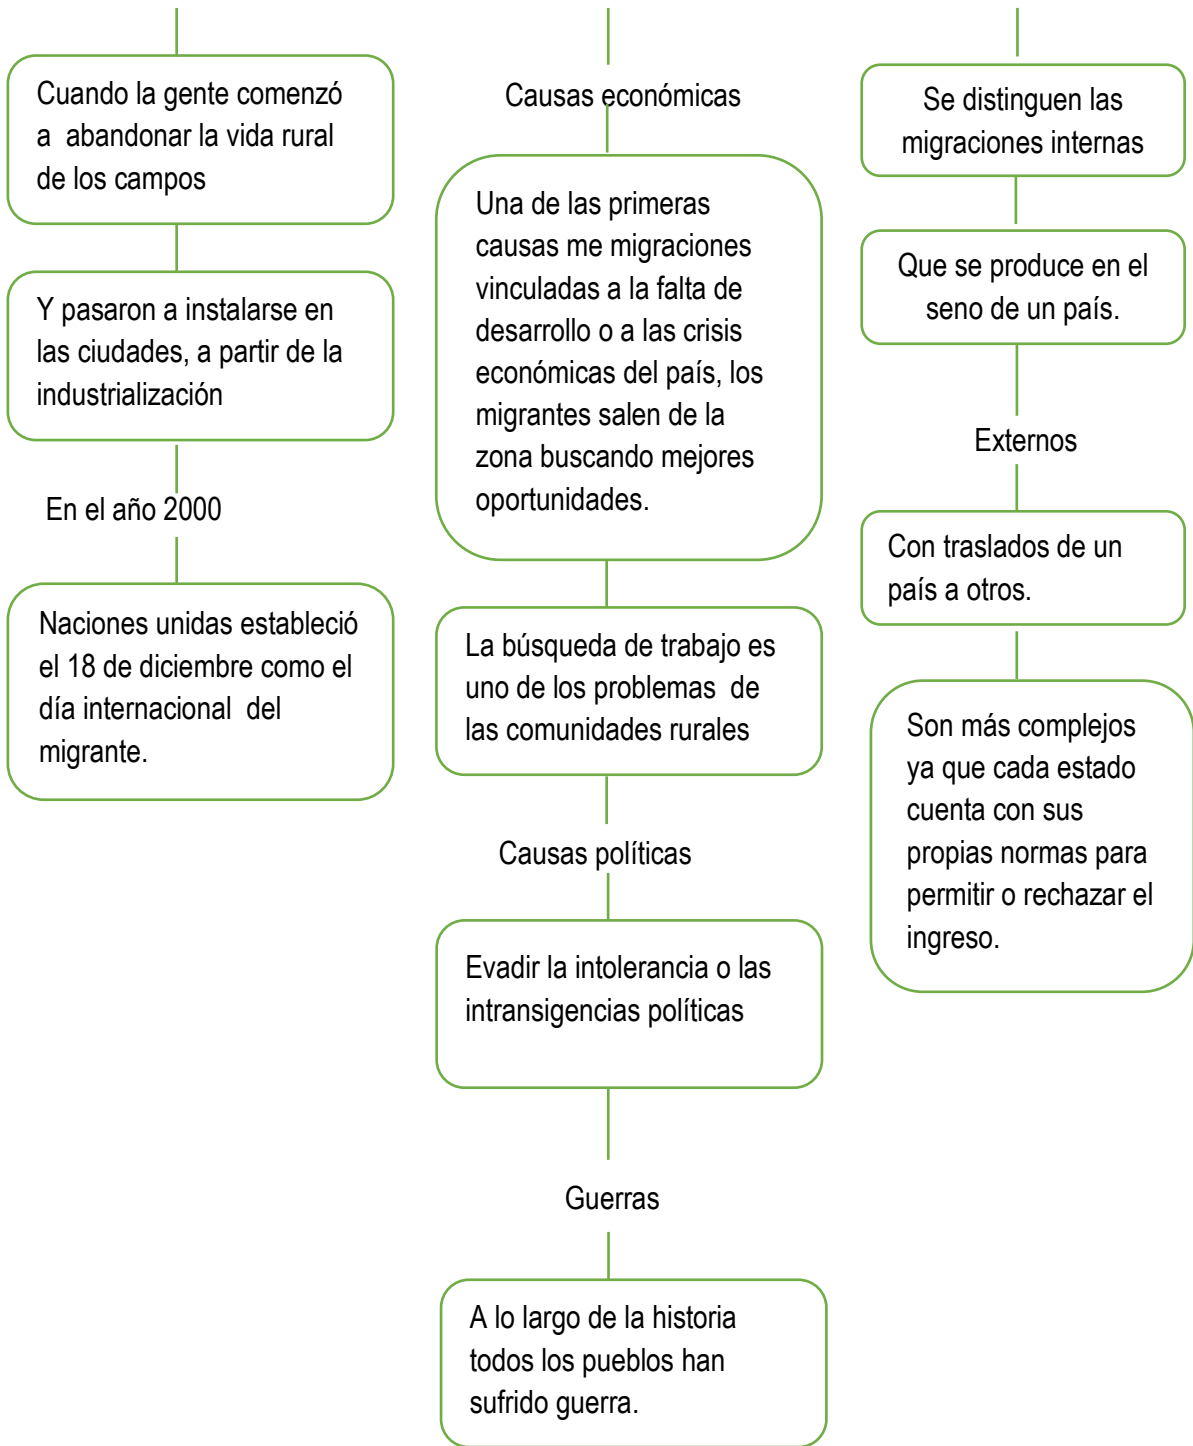 Cuando la gente comenzó
a  abandonar la vida rural
de los campos
Y pasaron a instalarse en
las ciudades, a partir de la
industrialización
En el año 2000
Naciones unidas estableció
el 18 de diciembre como el
día internacional  del
migrante.
Causas económicas
Una de las primeras
causas me migraciones
vinculadas a la falta de
desarrollo o a las crisis
económicas del país, los
migrantes salen de la
zona buscando mejores
oportunidades.
La búsqueda de trabajo es
uno de los problemas  de
las comunidades rurales
Causas políticas
Evadir la intolerancia o las
intransigencias políticas
Guerras
A lo largo de la historia
todos los pueblos han
sufrido guerra.
Se distinguen las
migraciones internas
Que se produce en el
seno de un país.
Externos
Con traslados de un
país a otros.
Son más complejos
ya que cada estado
cuenta con sus
propias normas para
permitir o rechazar el
ingreso.